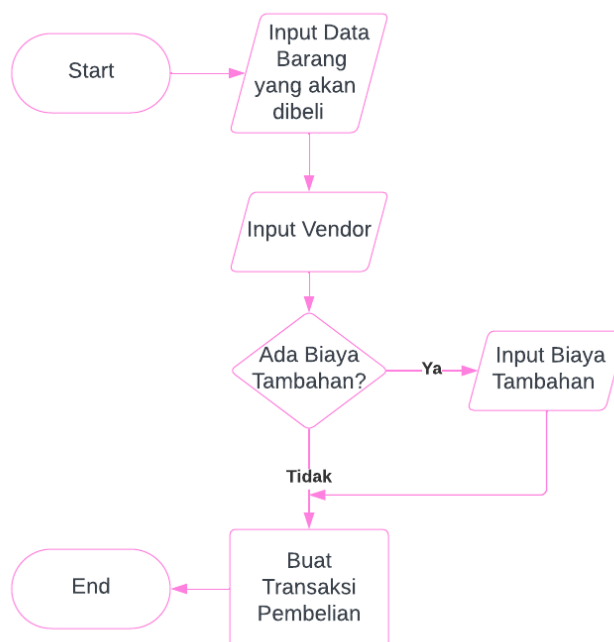 Start
Input Data
Barang
yang akan
dibeli
Input Vendor
Ada Biaya
Tambahan?
Ya
Input Biaya
Tambahan
Tidak
Buat
Transaksi
Pembelian
End